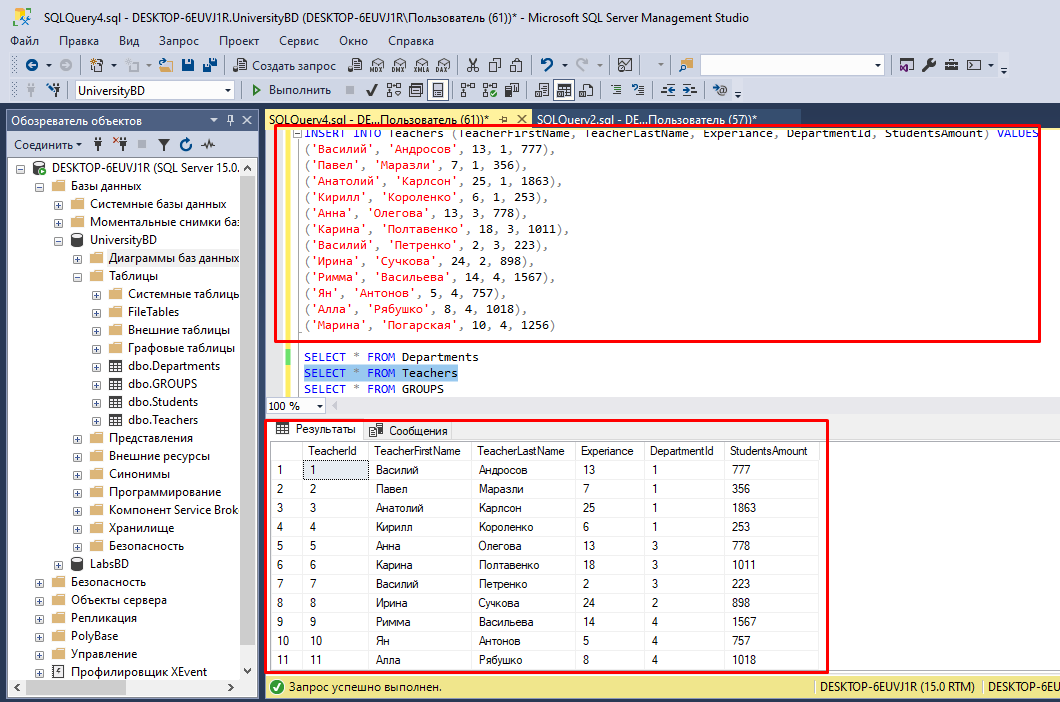 SQLQuery4.sql - DESKTOP-6EUVJ1R.UniversityBD (DESKTOP-6EUVJ1R\Пользователь (61))* - Microsoft SQL Server Management Studio
Файл Правка Вид Запрос Проект Сервис Окно Справка
Создать запрос MDX DMX XMLA DAX
UniversityBD Выполнить
Обозреватель объектов
SQLQuery4.sql - DE...Пользователь (61))* SQLQuery2.sql - DE...Пользователь (57))*
Соединить
DESKTOP-6EUVJ1R (SQL Server 15.0.
Базы данных
Системные базы данных
Моментальные снимки баз
UniversityBD
Диаграммы баз данных
Таблицы
Системные таблицы
FileTables
Внешние таблицы
Графовые таблицы
dbo.Departments
dbo.GROUPS
dbo.Students
dbo.Teachers
Представления
Внешние ресурсы
Синонимы
Программирование
Компонент Service Brok
Хранилище
Безопасность
LabsBD
Безопасность
Объекты сервера
Репликация
PolyBase
Управление
Профилировщик XEvent
INSERT INTO Teachers (TeacherFirstName, TeacherLastName, Experiance, DepartmentId, StudentsAmount) VALUES
('Василий', 'Андросов', 13, 1, 777),
('Павел', 'Маразли', 7, 1, 356),
('Анатолий', 'Карлсон', 25, 1, 1863),
('Кирилл', 'Короленко', 6, 1, 253),
('Анна', 'Олегова', 13, 3, 778),
('Карина', 'Полтавенко', 18, 3, 1011),
('Василий', 'Петренко', 2, 3, 223),
('Ирина', 'Сучкова', 24, 2, 898),
('Римма', 'Васильева', 14, 4, 1567),
('Ян', 'Антонов', 5, 4, 757),
('Алла', 'Рябушко', 8, 4, 1018),
('Марина', 'Погарская', 10, 4, 1256)
SELECT * FROM Departments
SELECT * FROM Teachers
SELECT * FROM GROUPS
100 %
Результаты Сообщения
TeacherId TeacherFirstName TeacherLastName Experiance DepartmentId StudentsAmount
1 1 Василий Андросов 13 1 777
2 2 Павел Маразли 7 1 356
3 3 Анатолий Карлсон 25 1 1863
4 4 Кирилл Короленко 6 1 253
5 5 Анна Олегова 13 3 778
6 6 Карина Полтавенко 18 3 1011
7 7 Василий Петренко 2 3 223
8 8 Ирина Сучкова 24 2 898
9 9 Римма Васильева 14 4 1567
10 10 Ян Антонов 5 4 757
11 11 Алла Рябушко 8 4 1018
Запрос успешно выполнен. DESKTOP-6EUVJ1R (15.0 RTM) DESKTOP-6EU